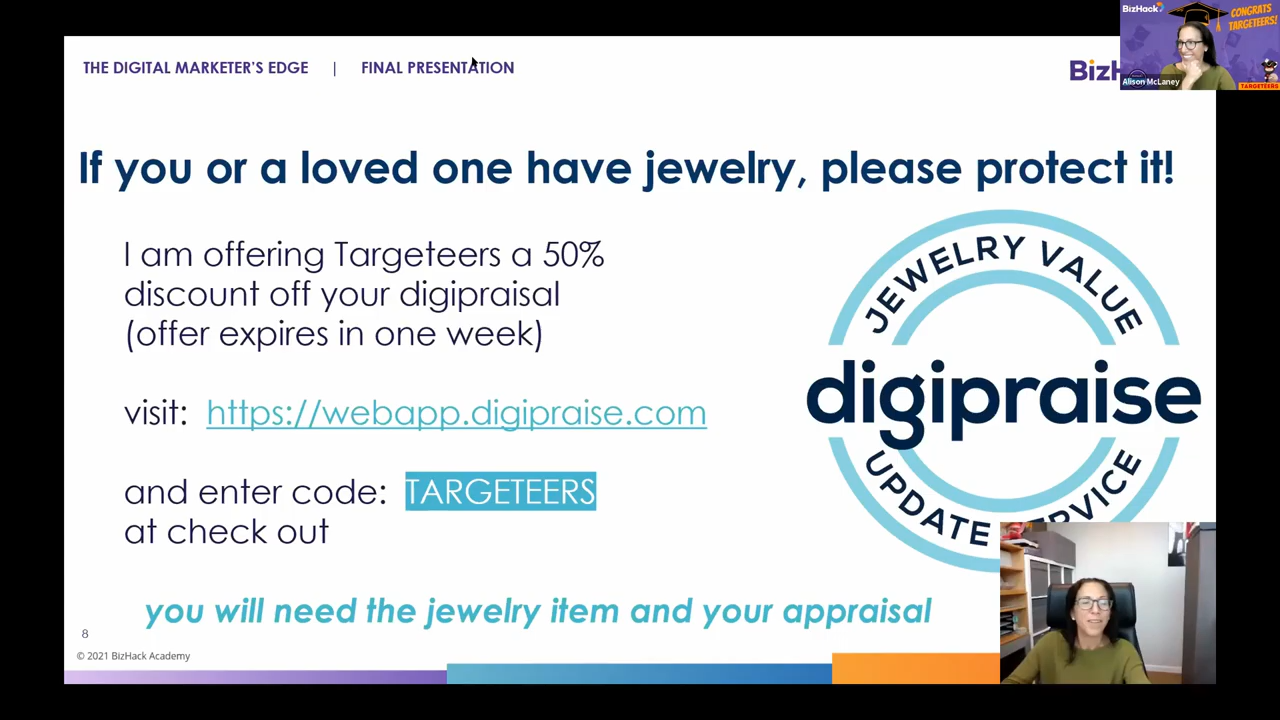 THE DIGITAL MARKETER'S EDGE | FINAL PRESENTATION
BizH
BizHack
CONGRATS
TARGETEERS!
Alison McLaney
TARGETEERS
If you or a loved one have jewelry, please protect it!
I am offering Targeteers a 50%
discount off your digipraisal
(offer expires in one week)
visit: https://webapp.digipraise.com
and enter code: TARGETEERS
at check out
you will need the jewelry item and your appraisal
JEWELRY VALUE
digipraise
UPDATE SERVICE
8
© 2021 BizHack Academy